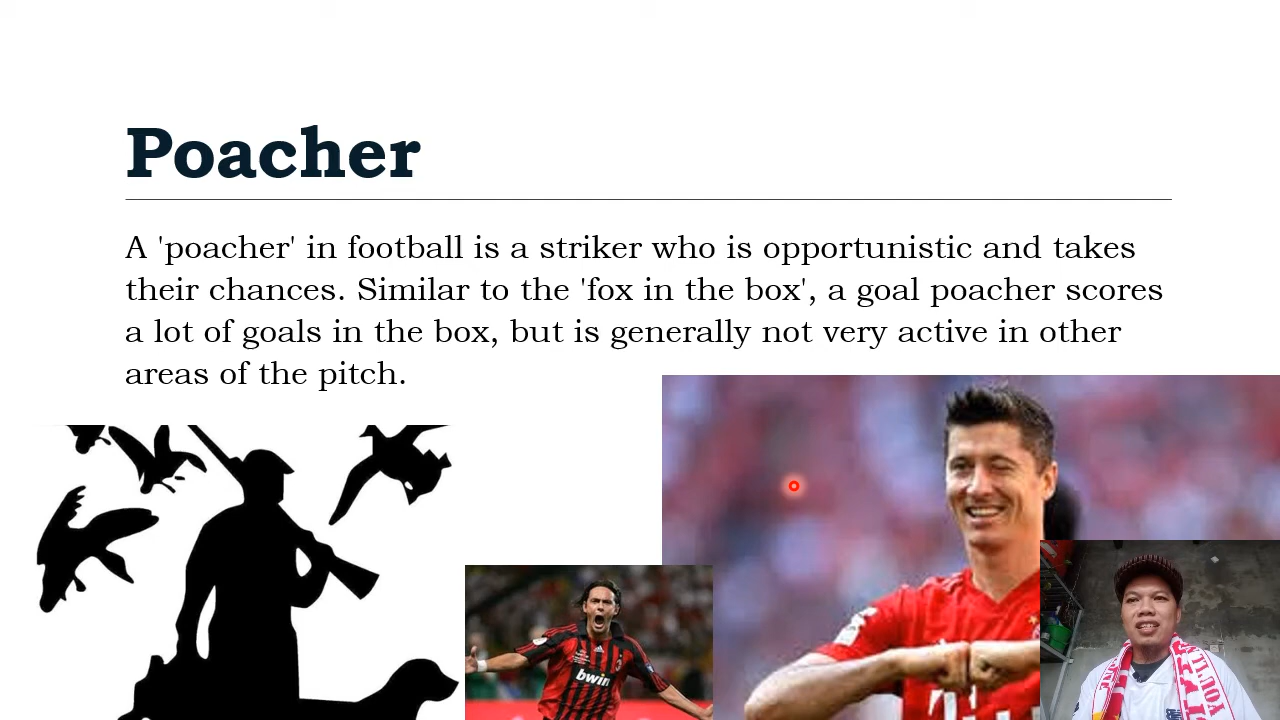 Poacher
A 'poacher' in football is a striker who is opportunistic and takes
their chances. Similar to the 'fox in the box', a goal poacher scores
a lot of goals in the box, but is generally not very active in other
areas of the pitch.
bwin